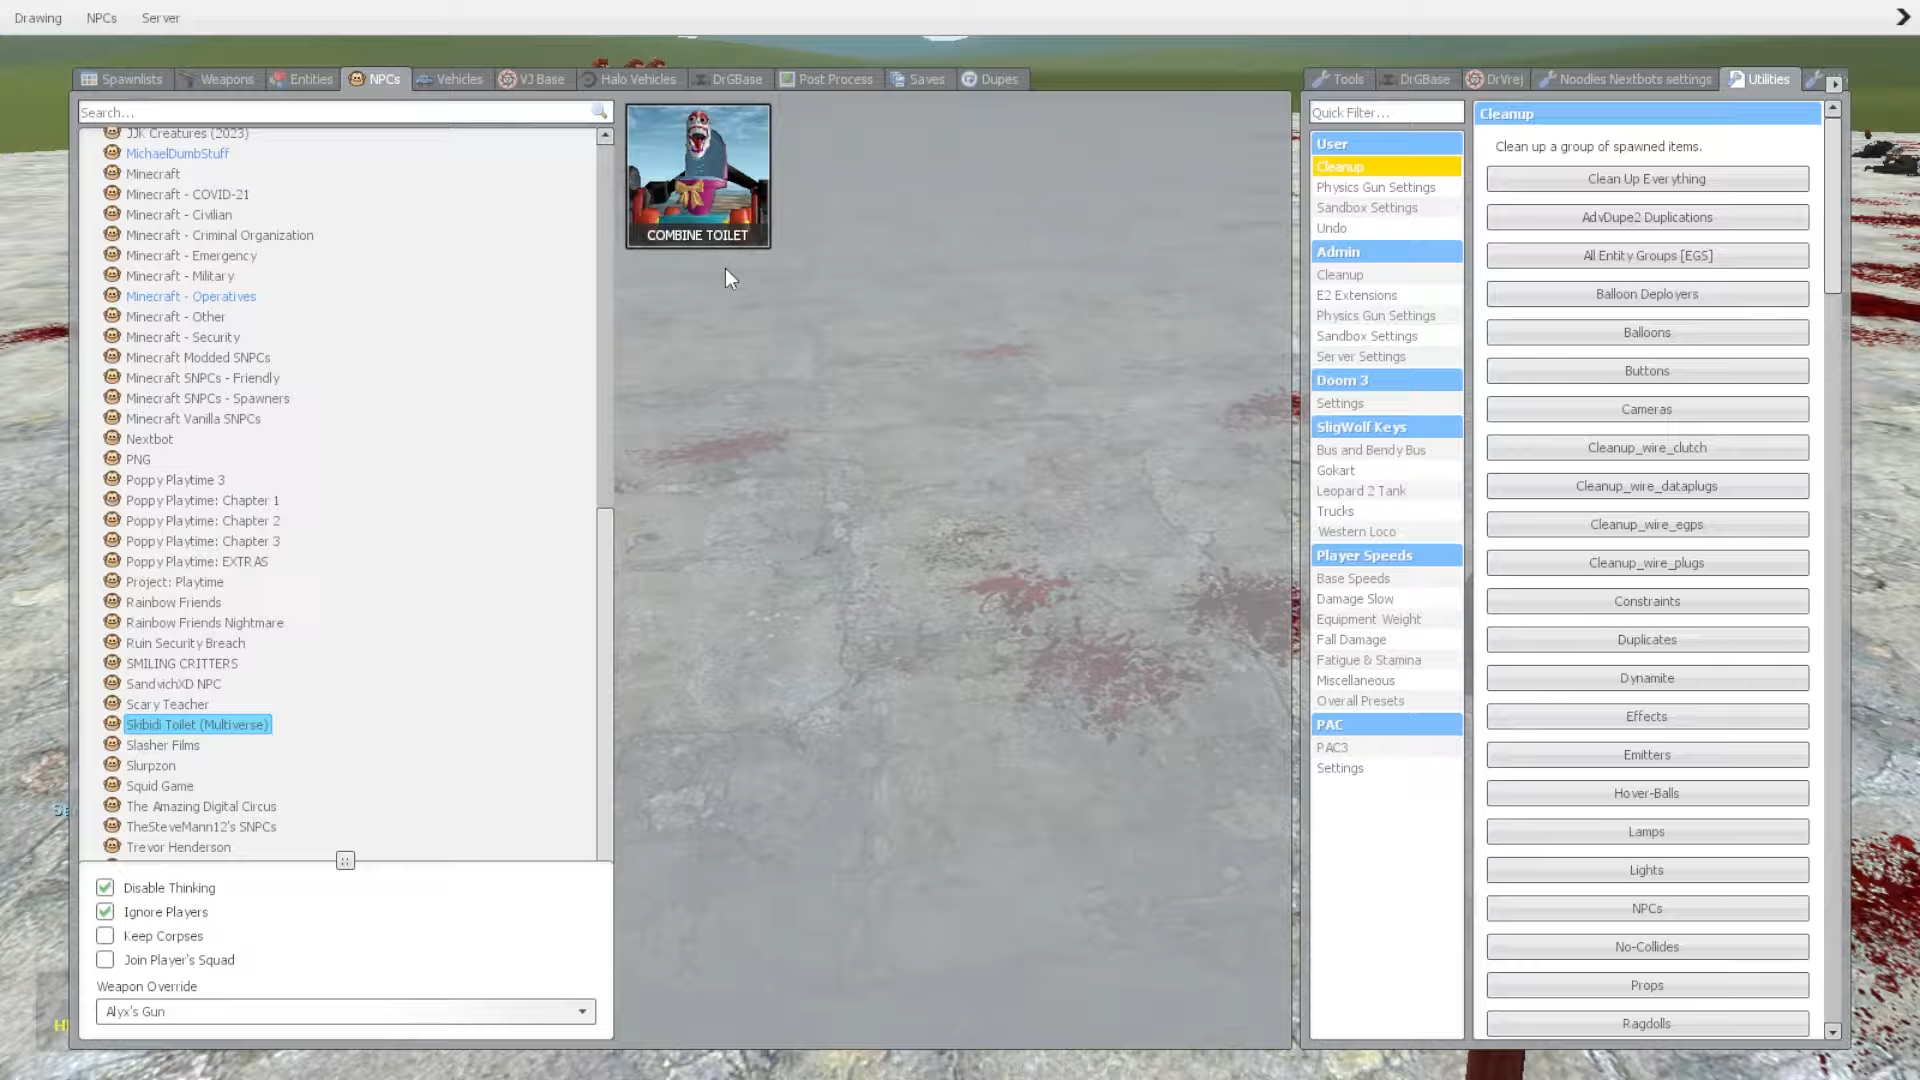 Drawing NPCs Server
Spawnlists Weapons Entities NPCs Vehicles VJ Base Halo Vehicles DrGBase Post Process Saves Dupes
Search...
JJK Creatures (2023)
MichaelDumbStuff
Minecraft
Minecraft - COVID-21
Minecraft - Civilian
Minecraft - Criminal Organization
Minecraft - Emergency
Minecraft - Military
Minecraft - Operatives
Minecraft - Other
Minecraft - Security
Minecraft Modded SNPCs
Minecraft SNPCs - Friendly
Minecraft SNPCs - Spawners
Minecraft Vanilla SNPCs
Nextbot
PNG
Poppy Playtime 3
Poppy Playtime: Chapter 1
Poppy Playtime: Chapter 2
Poppy Playtime: Chapter 3
Poppy Playtime: EXTRAS
Project: Playtime
Rainbow Friends
Rainbow Friends Nightmare
Ruin Security Breach
SMILING CRITTERS
SandvichXD NPC
Scary Teacher
Skibidi Toilet (Multiverse)
Slasher Films
Slurpzon
Squid Game
The Amazing Digital Circus
TheSteveMann12's SNPCs
Trevor Henderson
Disable Thinking
Ignore Players
Keep Corpses
Join Player's Squad
Weapon Override
Alyx's Gun
COMBINE TOILET
Tools DrGBase DrVrej Noodles Nextbots settings Utilities
Quick Filter...
User
Cleanup
Physics Gun Settings
Sandbox Settings
Undo
Admin
Cleanup
E2 Extensions
Physics Gun Settings
Sandbox Settings
Server Settings
Doom 3
Settings
SligWolf Keys
Bus and Bendy Bus
Gokart
Leopard 2 Tank
Trucks
Western Loco
Player Speeds
Base Speeds
Damage Slow
Equipment Weight
Fall Damage
Fatigue & Stamina
Miscellaneous
Overall Presets
PAC
PAC3
Settings
Cleanup
Clean up a group of spawned items.
Clean Up Everything
AdvDupe2 Duplications
All Entity Groups [EGS]
Balloon Deployers
Balloons
Buttons
Cameras
Cleanup_wire_clutch
Cleanup_wire_dataplugs
Cleanup_wire_egps
Cleanup_wire_plugs
Constraints
Duplicates
Dynamite
Effects
Emitters
Hover-Balls
Lamps
Lights
NPCs
No-Collides
Props
Ragdolls